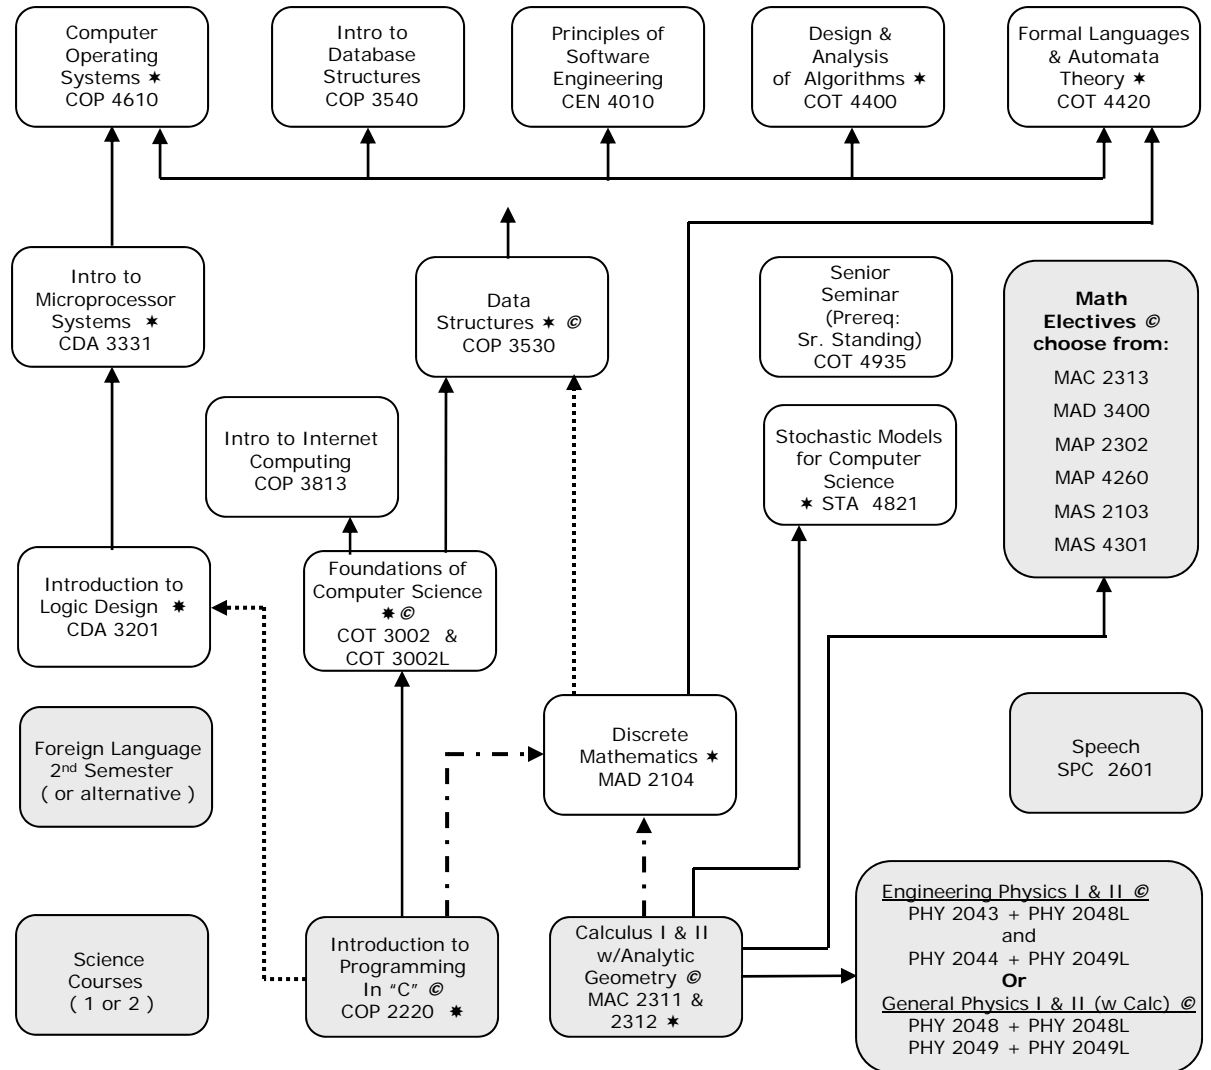 Computer
Operating
Systems ✶
COP 4610
Intro to
Database
Structures
COP 3540
Principles of
Software
Engineering
CEN 4010
Design &
Analysis
of Algorithms ✶
COT 4400
Formal Languages
& Automata
Theory ✶
COT 4420
Intro to
Microprocessor
Systems ✶
CDA 3331
Data
Structures ✶ ©
COP 3530
Senior
Seminar
(Prereq:
Sr. Standing)
COT 4935
Math
Electives ©
choose from:
MAC 2313
MAD 3400
MAP 2302
MAP 4260
MAS 2103
MAS 4301
Intro to Internet
Computing
COP 3813
Stochastic Models
for Computer
Science
✶ STA 4821
Introduction to
Logic Design ✷
CDA 3201
Foundations of
Computer Science
✷ ©
COT 3002 &
COT 3002L
Foreign Language
2nd Semester
( or alternative )
Discrete
Mathematics ✶
MAD 2104
Speech
SPC 2601
Science
Courses
( 1 or 2 )
Introduction to
Programming
In “C” ©
COP 2220 ✷
Calculus I & II
w/Analytic
Geometry ©
MAC 2311 &
2312 ✶
Engineering Physics I & II ©
PHY 2043 + PHY 2048L
and
PHY 2044 + PHY 2049L
Or
General Physics I & II (w Calc) ©
PHY 2048 + PHY 2048L
PHY 2049 + PHY 2049L